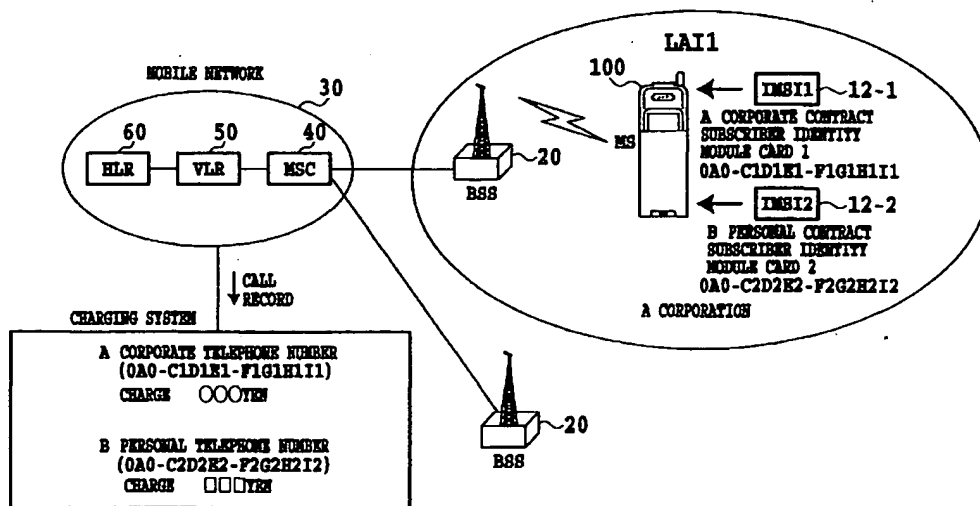 MOBILE NETWORK
30
60
50
40
HLR
VLR
MSC
20
BSS
LAI1
100
MS
IMSI1
12-1
A CORPORATE CONTRACT
SUBSCRIBER IDENTITY
MODULE CARD 1
0A0-C1D1E1-F1G1H1I1
IMSI2
12-2
B PERSONAL CONTRACT
SUBSCRIBER IDENTITY
MODULE CARD 2
0A0-C2D2E2-F2G2H2I2
A CORPORATION
CALL
RECORD
CHARGING SYSTEM
A CORPORATE TELEPHONE NUMBER
(0A0-C1D1E1-F1G1H1I1)
CHARGE ○○○YEN
B PERSONAL TELEPHONE NUMBER
(0A0-C2D2E2-F2G2H2I2)
CHARGE □□□YEN
20
BSS